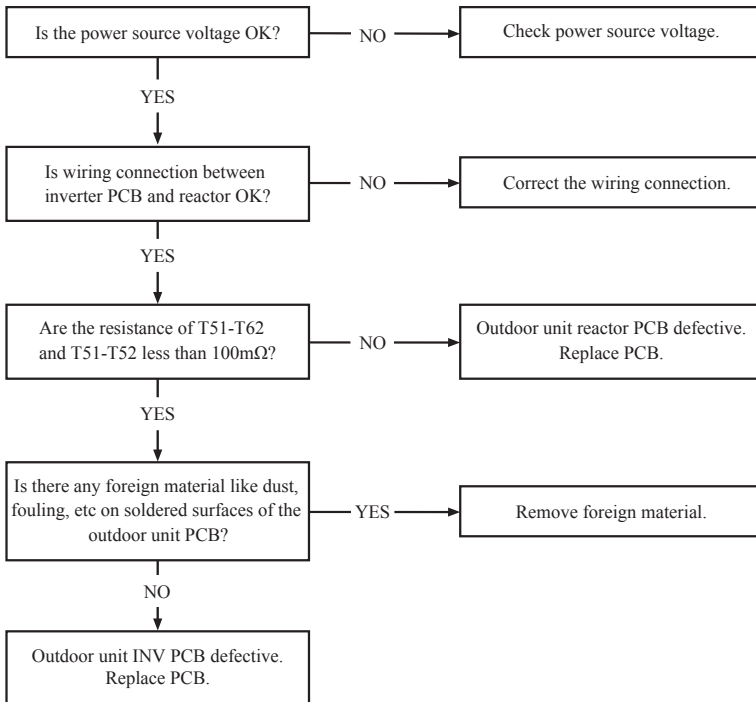 Is the power source voltage OK?
NO
Check power source voltage.
YES
Is wiring connection between
inverter PCB and reactor OK?
NO
Correct the wiring connection.
YES
Are the resistance of T51-T62
and T51-T52 less than 100mΩ?
NO
Outdoor unit reactor PCB defective.
Replace PCB.
YES
Is there any foreign material like dust,
fouling, etc on soldered surfaces of the
outdoor unit PCB?
YES
Remove foreign material.
NO
Outdoor unit INV PCB defective.
Replace PCB.